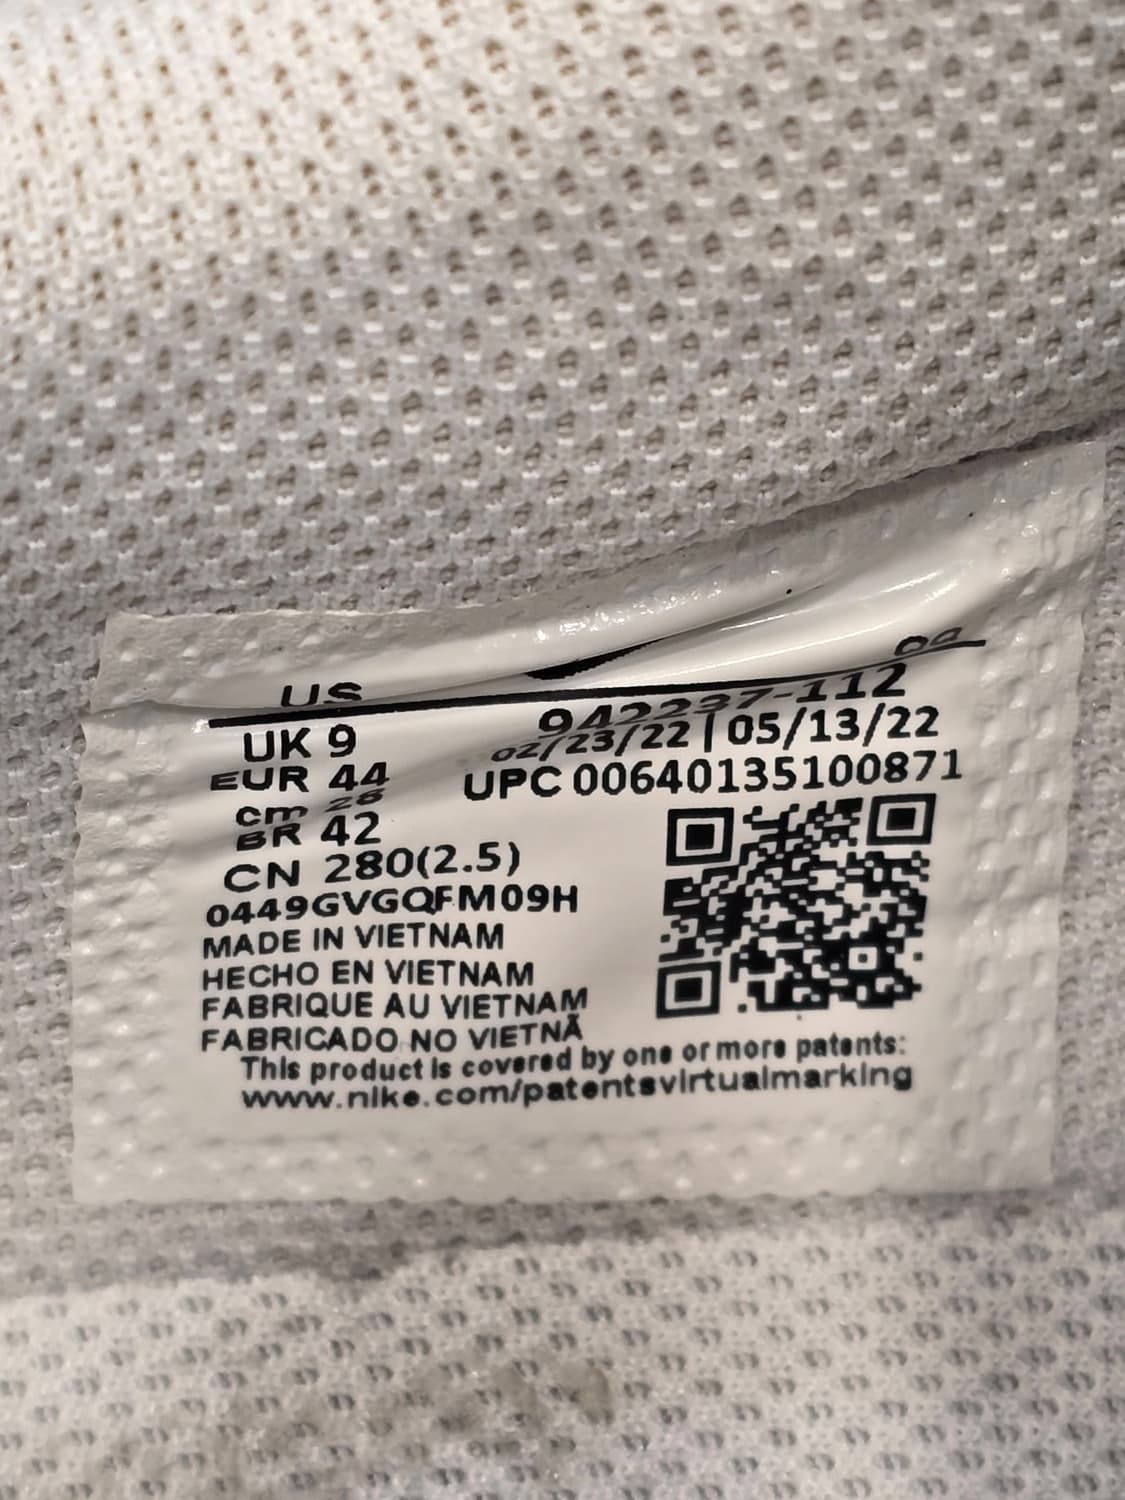 US
942237-112
UK 9
02/23/22 | 05/13/22
EUR 44
UPC 00640135100871
cm 28
BR 42
CN 280(2.5)
0449GVGQFM09H
MADE IN VIETNAM
HECHO EN VIETNAM
FABRIQUE AU VIETNAM
FABRICADO NO VIETNÃ
This product is covered by one or more patents:
www.nike.com/patentsvirtualmarking